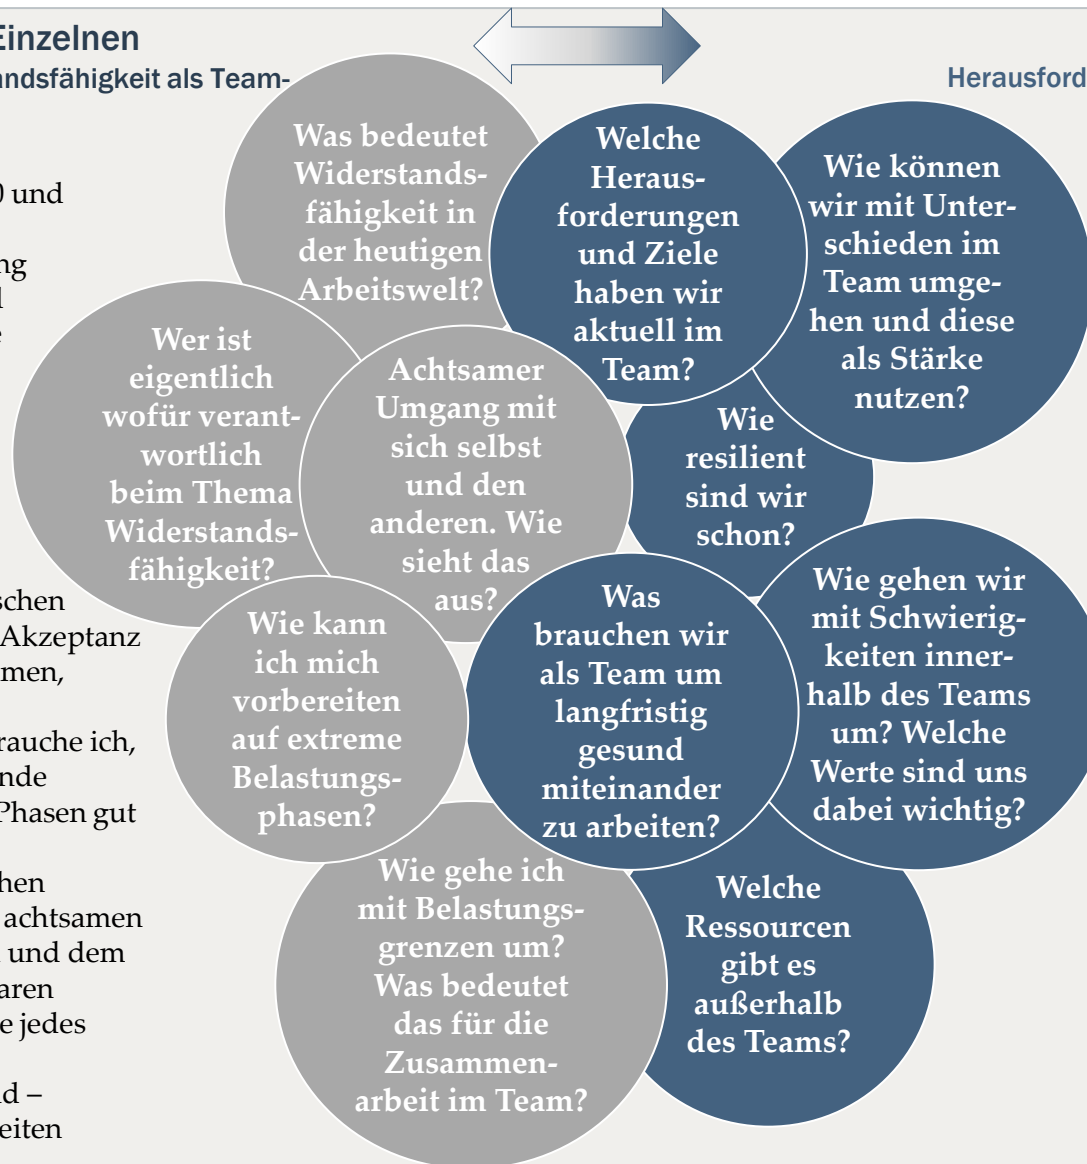 Einzelnen
andsfähigkeit als Team-
Herausford
und
ng
schen
Akzeptanz
men,
rauche ich,
nde
Phasen gut
hen
achtsamen
und dem
aren
e jedes
d –
eiten
Was bedeutet
Widerstands-
fähigkeit in
der heutigen
Arbeitswelt?
Welche
Heraus-
forderungen
und Ziele
haben wir
aktuell im
Team?
Wie können
wir mit Unter-
schieden im
Team umge-
hen und diese
als Stärke
nutzen?
Wer ist
eigentlich
wofür verant-
wortlich
beim Thema
Widerstands-
fähigkeit?
Achtsamer
Umgang mit
sich selbst
und den
anderen. Wie
sieht das
aus?
Wie
resilient
sind wir
schon?
Wie kann
ich mich
vorbereiten
auf extreme
Belastungs-
phasen?
Was
brauchen wir
als Team um
langfristig
gesund
miteinander
zu arbeiten?
Wie gehen wir
mit Schwierig-
keiten inner-
halb des Teams
um? Welche
Werte sind uns
dabei wichtig?
Wie gehe ich
mit Belastungs-
grenzen um?
Was bedeutet
das für die
Zusammen-
arbeit im Team?
Welche
Ressourcen
gibt es
außerhalb
des Teams?